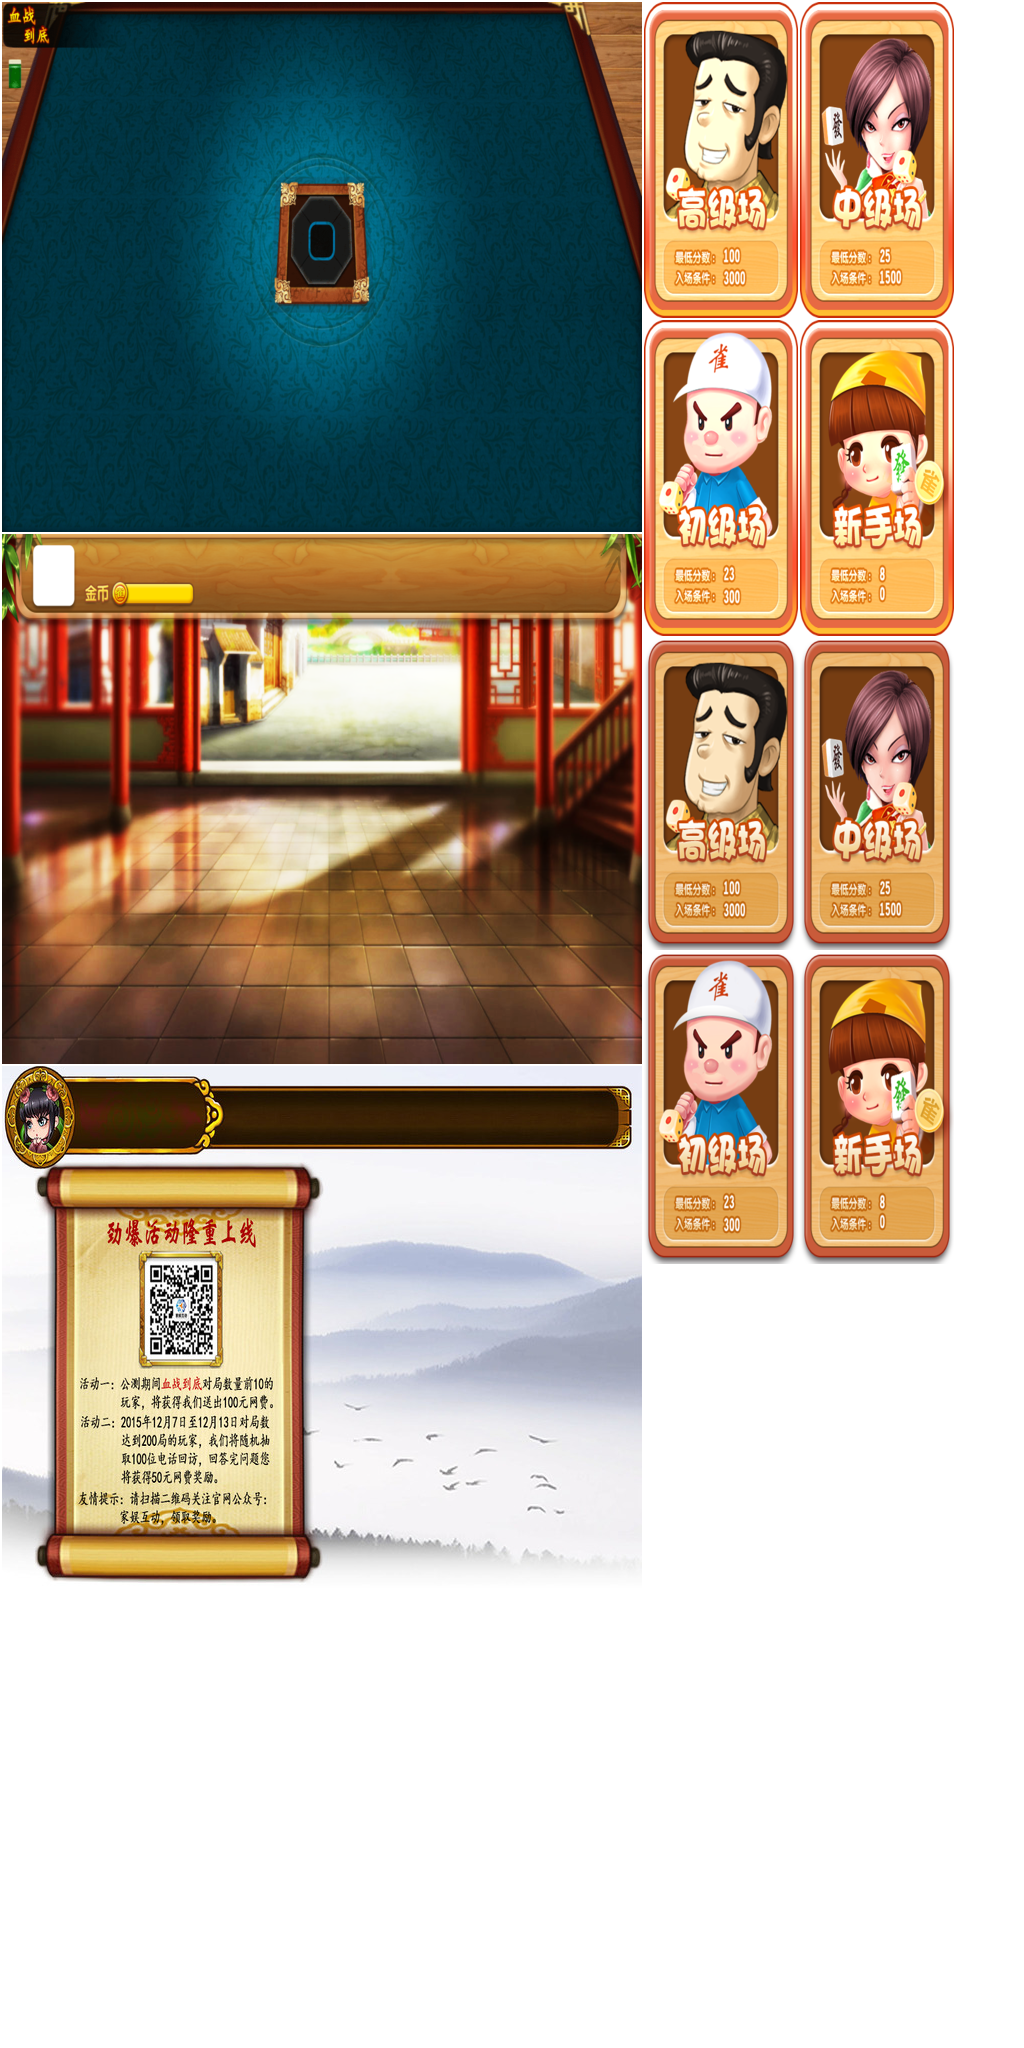 血战
到底
金币
劲爆活动隆重上线
活动一：公测期间血战到底对局数量前10的
玩家，将获得我们送出100元网费。
活动二：2015年12月7日至12月13日对局数
达到200局的玩家，我们将随机抽
取100位电话回访，回答完问题您
将获得50元网费奖励。
友情提示：请扫描二维码关注官网公众号：
家娱互动，领取奖励。
發
高级场
中级场
最低分数：100
入场条件：3000
最低分数：25
入场条件：1500
雀
發
雀
初级场
新手场
最低分数：23
入场条件：300
最低分数：8
入场条件：0
發
高级场
中级场
最低分数：100
入场条件：3000
最低分数：25
入场条件：1500
雀
發
雀
初级场
新手场
最低分数：23
入场条件：300
最低分数：8
入场条件：0